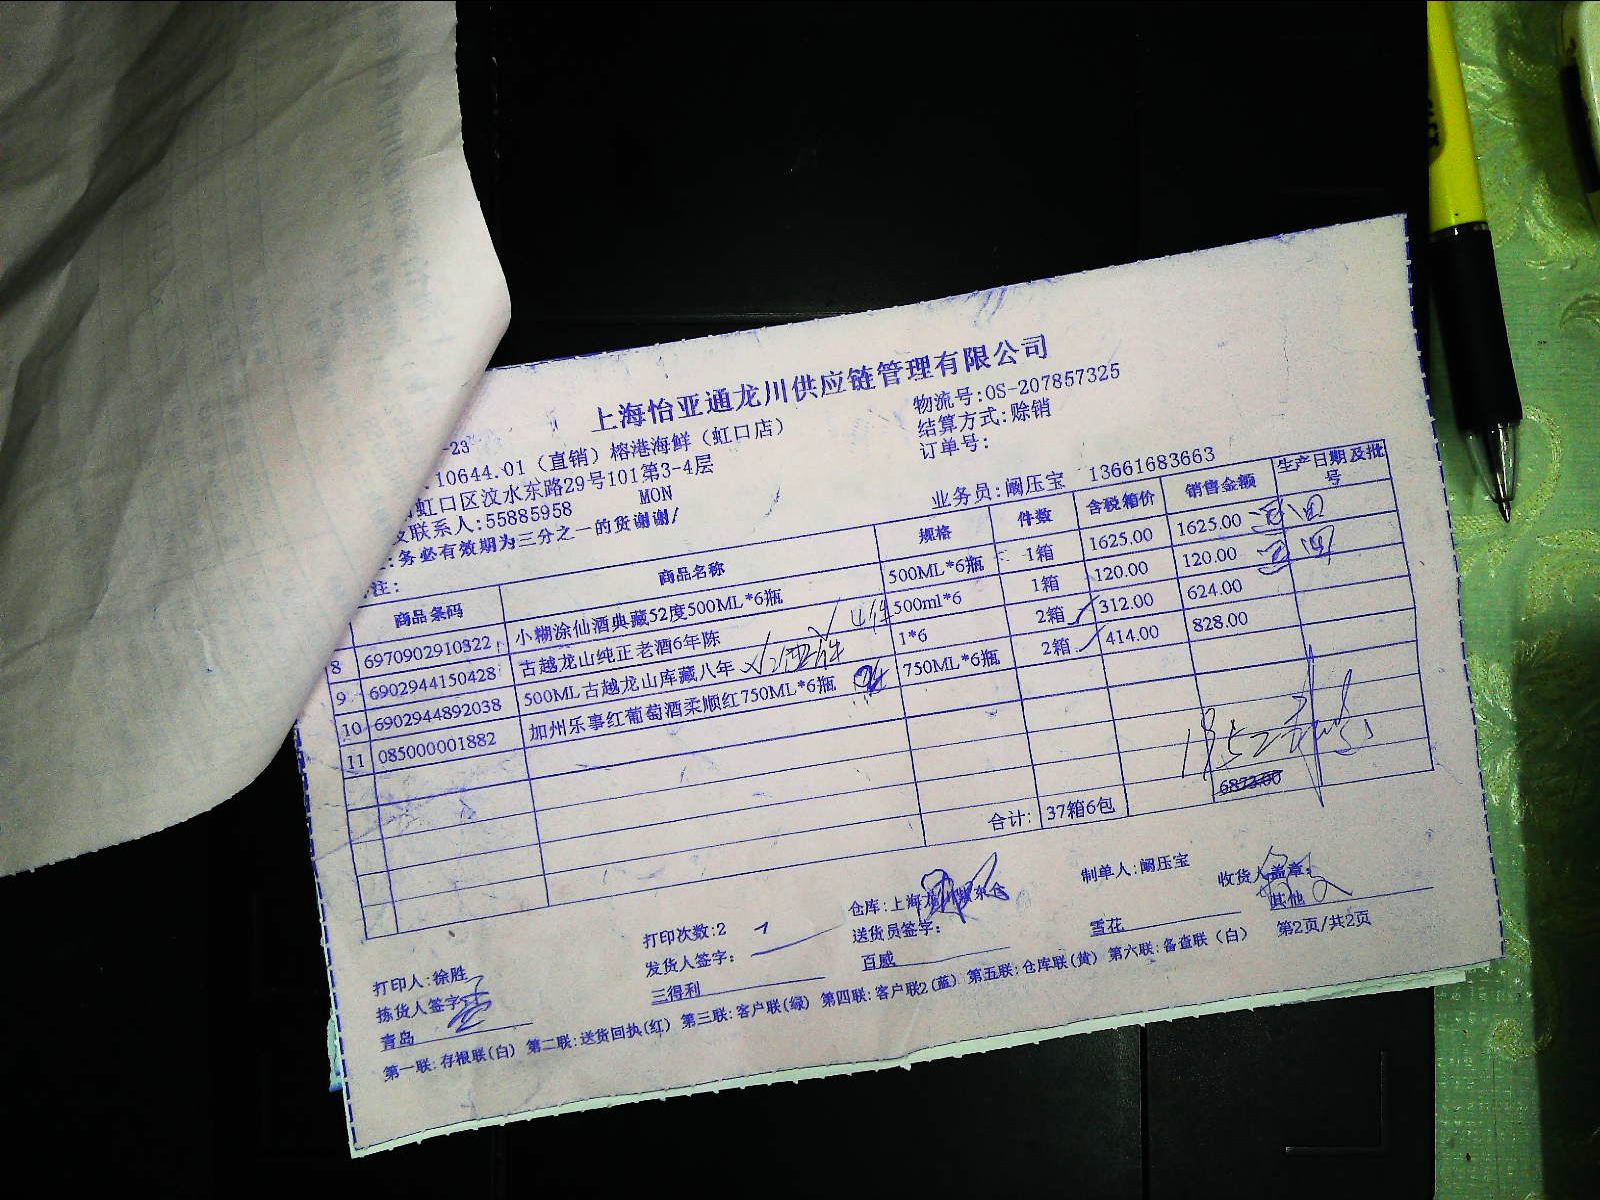 上海怡亚通龙川供应链管理有限公司
-23
物流号:OS-207857325
10644.01（直销）榕港海鲜（虹口店）
结算方式:赊销
虹口区汶水东路29号101第3-4层
订单号:
联系人:55885958
MON
业务员:阚压宝 13661683663
:务必有效期为三分之一的货谢谢/
注:
商品条码 商品名称 规格 件数 含税箱价 销售金额 生产日期及批号
8 6970902910322 小糊涂仙酒典藏52度500ML*6瓶 500ML*6瓶 1箱 1625.00 1625.00
9 6902944150428 古越龙山纯正老酒6年陈 500ml*6 1箱 120.00 120.00
10 6902944892038 500ML古越龙山库藏八年 1*6 2箱 312.00 624.00
11 085000001882 加州乐事红葡萄酒柔顺红750ML*6瓶 750ML*6瓶 2箱 414.00 828.00
1952
合计: 37箱6包 6873.00
打印人:徐胜 打印次数:2 仓库:上海龙川 制单人:阚压宝 收货人盖章:
拣货人签字: 发货人签字: 送货员签字:
青岛 三得利 百威 雪花 其他
第一联:存根联(白) 第二联:送货回执(红) 第三联:客户联(绿) 第四联:客户联2(蓝) 第五联:仓库联(黄) 第六联:备查联（白） 第2页/共2页